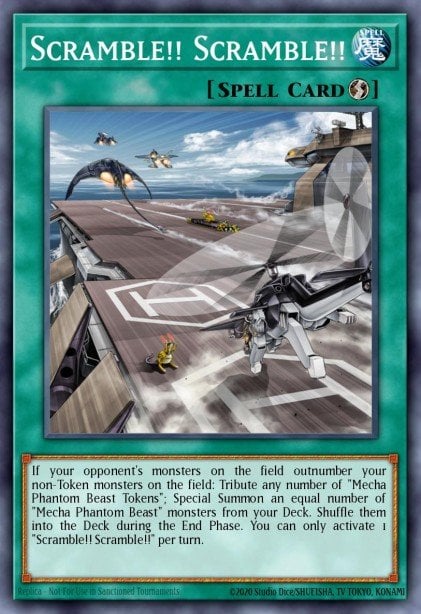 SCRAMBLE!! SCRAMBLE!!
SPELL
魔
[SPELL CARD]
H
If your opponent's monsters on the field outnumber your
non-Token monsters on the field: Tribute any number of "Mecha
Phantom Beast Tokens"; Special Summon an equal number of
"Mecha Phantom Beast" monsters from your Deck. Shuffle them
into the Deck during the End Phase. You can only activate 1
"Scramble!! Scramble!!" per turn.
Replica - Not For Use in Sanctioned Tournaments
©2020 Studio Dice/SHUEISHA, TV TOKYO, KONAMI